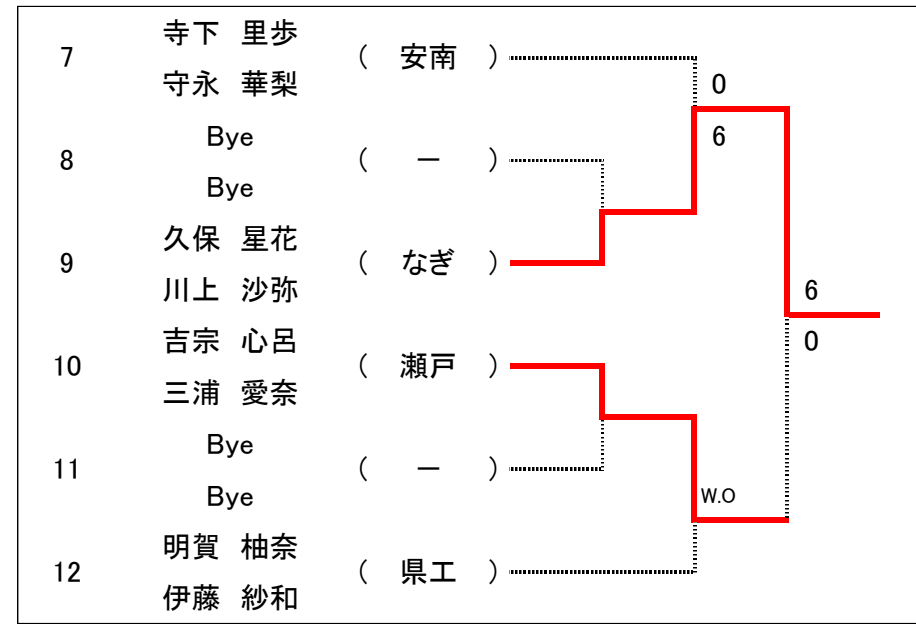 寺下 里歩
7 ( 安南 )
守永 華梨
0
6
Bye
8 ( － )
Bye
久保 星花
9 ( なぎ )
川上 沙弥
6
0
吉宗 心呂
10 ( 瀬戸 )
三浦 愛奈
Bye
11 ( － )
Bye
W.O
明賀 柚奈
12 ( 県工 )
伊藤 紗和